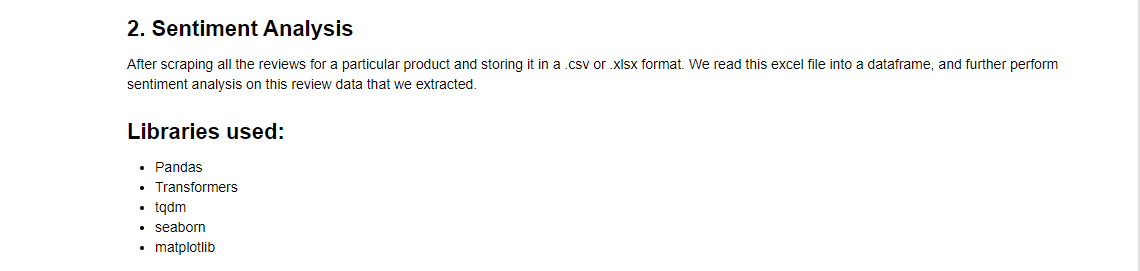 2. Sentiment Analysis
After scraping all the reviews for a particular product and storing it in a .csv or .xlsx format. We read this excel file into a dataframe, and further perform
sentiment analysis on this review data that we extracted.
Libraries used:
• Pandas
• Transformers
• tqdm
• seaborn
• matplotlib